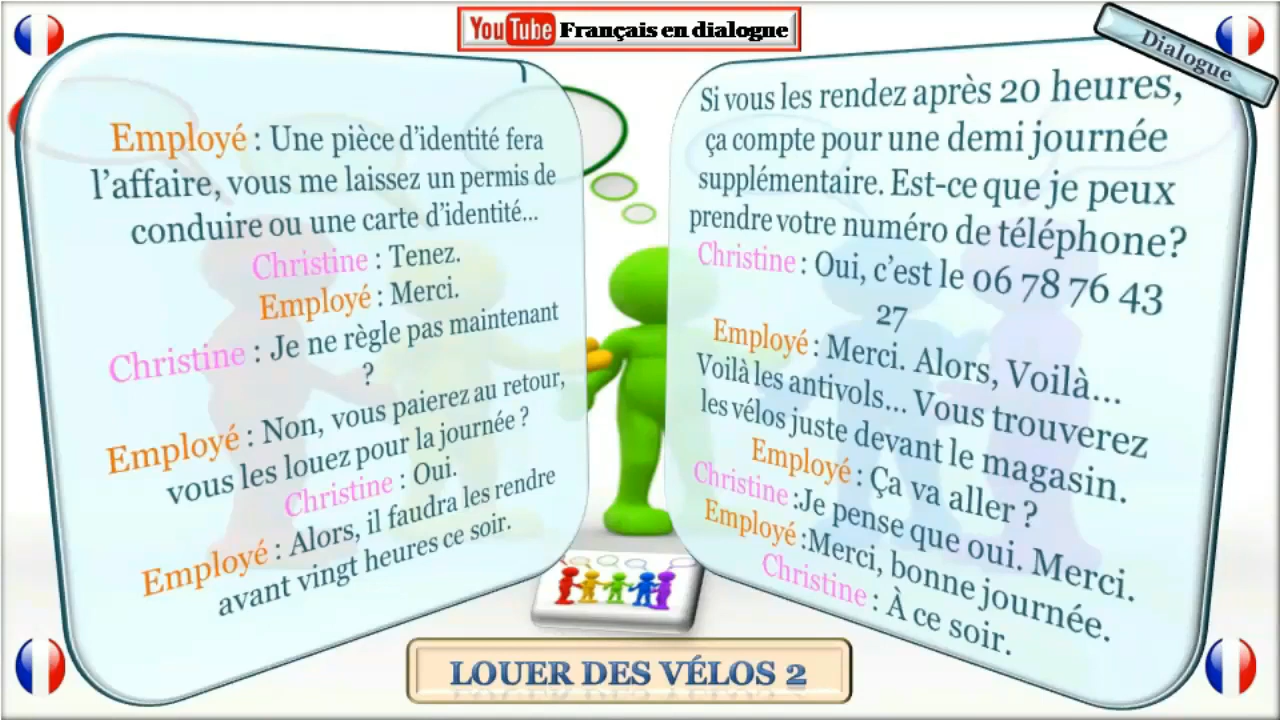 YouTube Français en dialogue
Dialogue
Employé : Une pièce d'identité fera
l'affaire, vous me laissez un permis de
conduire ou une carte d'identité...
Christine : Tenez.
Employé : Merci.
Christine : Je ne règle pas maintenant
?
Employé : Non, vous paierez au retour,
vous les louez pour la journée ?
Christine : Oui.
Employé : Alors, il faudra les rendre
avant vingt heures ce soir.
Si vous les rendez après 20 heures,
ça compte pour une demi journée
supplémentaire. Est-ce que je peux
prendre votre numéro de téléphone?
Christine : Oui, c'est le 06 78 76 43
27
Employé : Merci. Alors, Voilà...
Voilà les antivols... Vous trouverez
les vélos juste devant le magasin.
Employé : Ça va aller ?
Christine :Je pense que oui. Merci.
Employé :Merci, bonne journée.
Christine : À ce soir.
LOUER DES VÉLOS 2